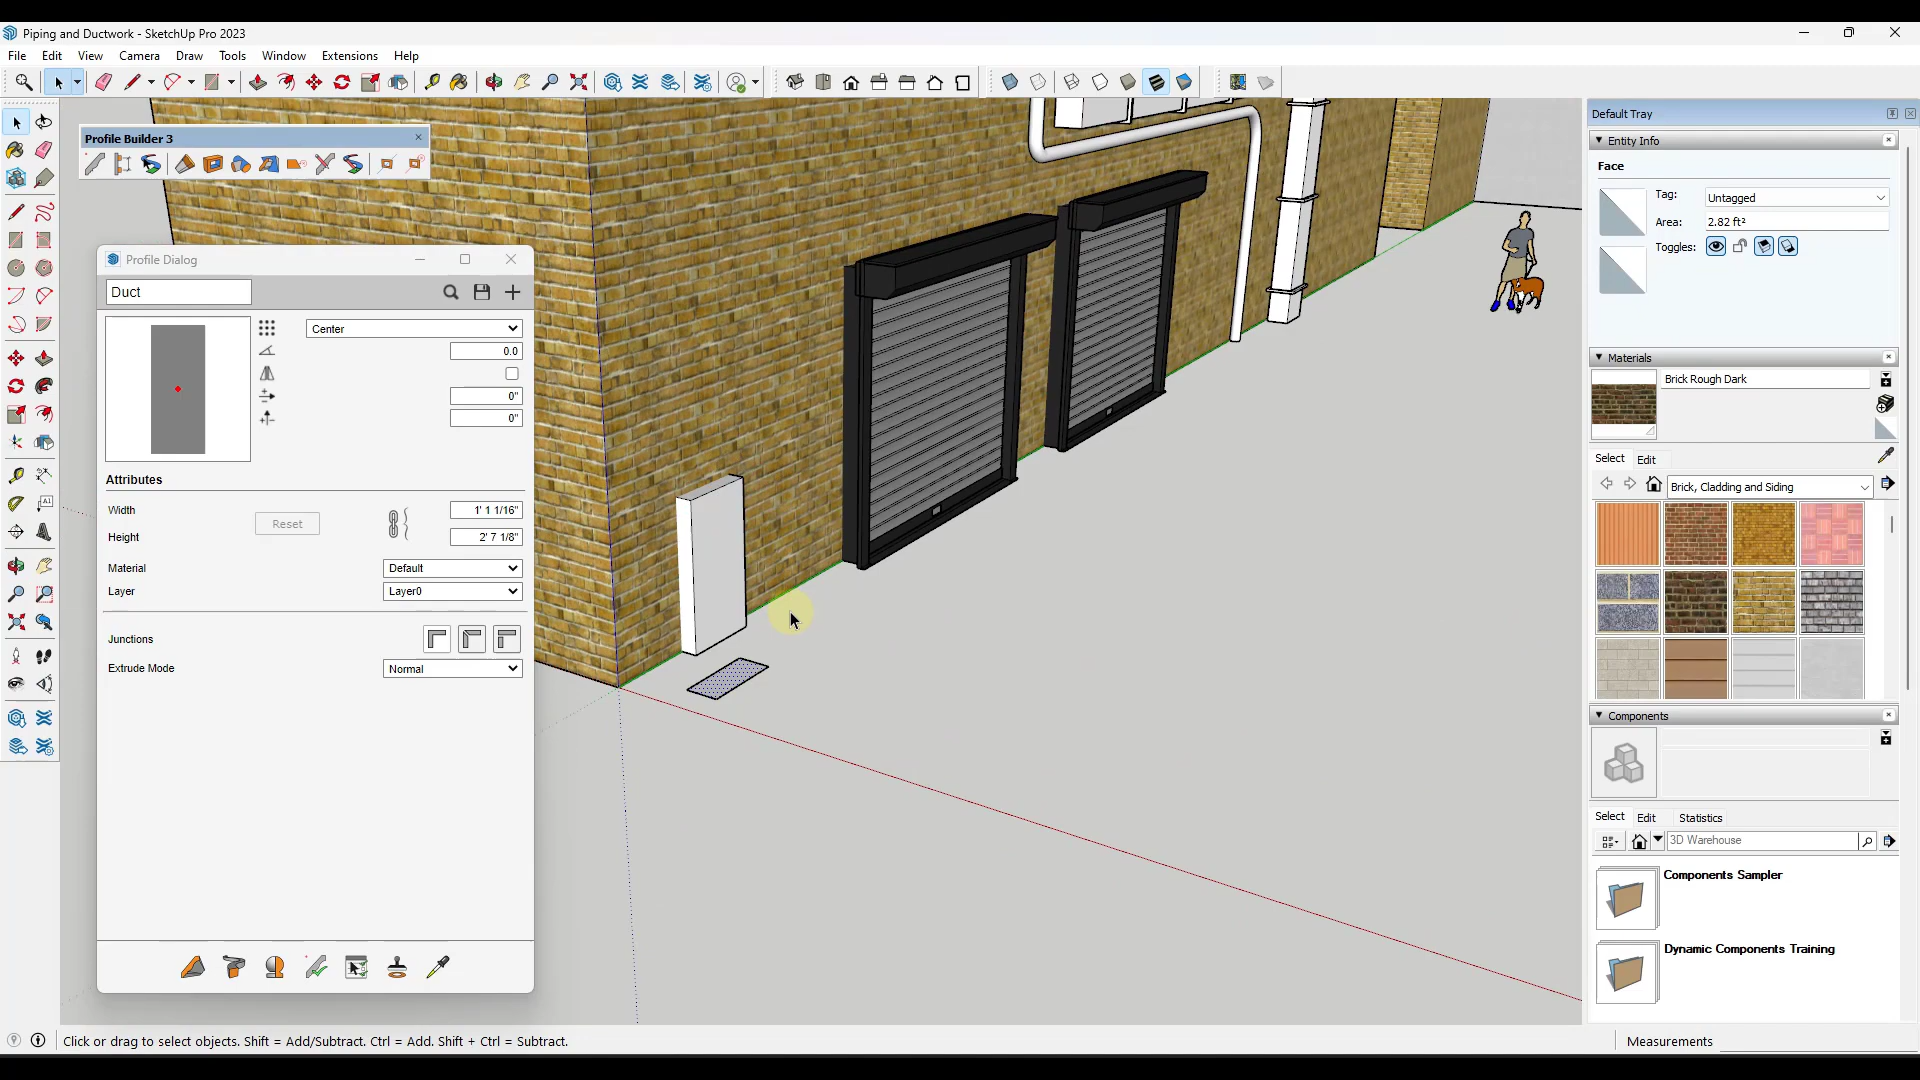 Piping and Ductwork - SketchUp Pro 2023
File Edit View Camera Draw Tools Window Extensions Help
Profile Builder 3
Profile Dialog
Duct
Center
0.0
0"
0"
Attributes
Width 1' 1 1/16"
Reset
Height 2' 7 1/8"
Material Default
Layer Layer0
Junctions
Extrude Mode Normal
Default Tray
Entity Info
Face
Tag: Untagged
Area: 2.82 ft²
Toggles:
Materials
Brick Rough Dark
Select Edit
Brick, Cladding and Siding
Components
Select Edit Statistics
3D Warehouse
Components Sampler
Dynamic Components Training
Click or drag to select objects. Shift = Add/Subtract. Ctrl = Add. Shift + Ctrl = Subtract.
Measurements